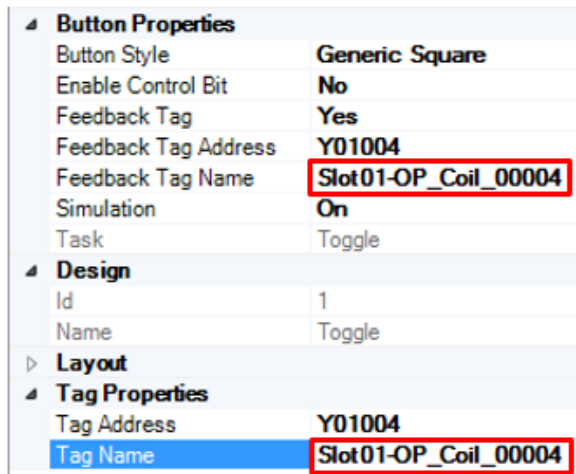 Button Properties
Button Style Generic Square
Enable Control Bit No
Feedback Tag Yes
Feedback Tag Address Y01004
Feedback Tag Name Slot01-OP_Coil_00004
Simulation On
Task Toggle
Design
Id 1
Name Toggle
Layout
Tag Properties
Tag Address Y01004
Tag Name Slot01-OP_Coil_00004